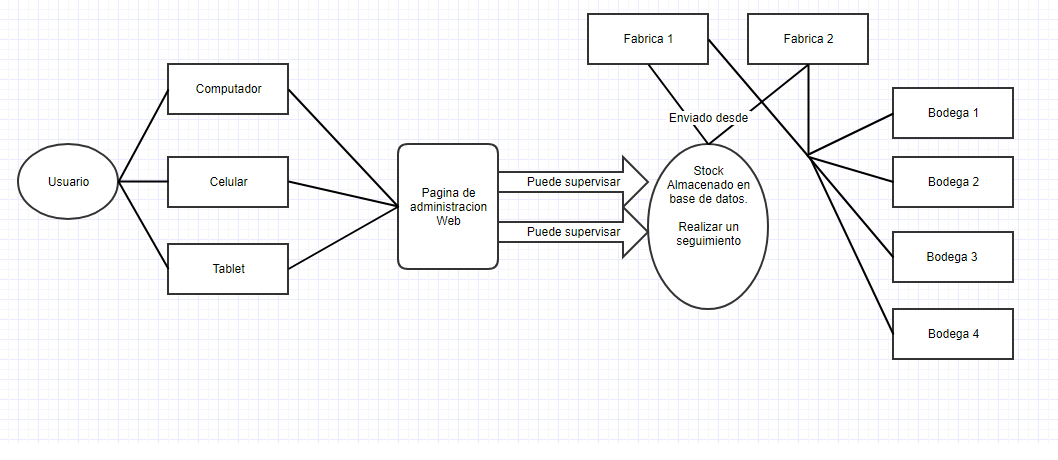 Usuario
Computador
Celular
Tablet
Pagina de
administracion
Web
Puede supervisar
Puede supervisar
Fabrica 1
Fabrica 2
Enviado desde
Stock
Almacenado en
base de datos.
Realizar un
seguimiento
Bodega 1
Bodega 2
Bodega 3
Bodega 4